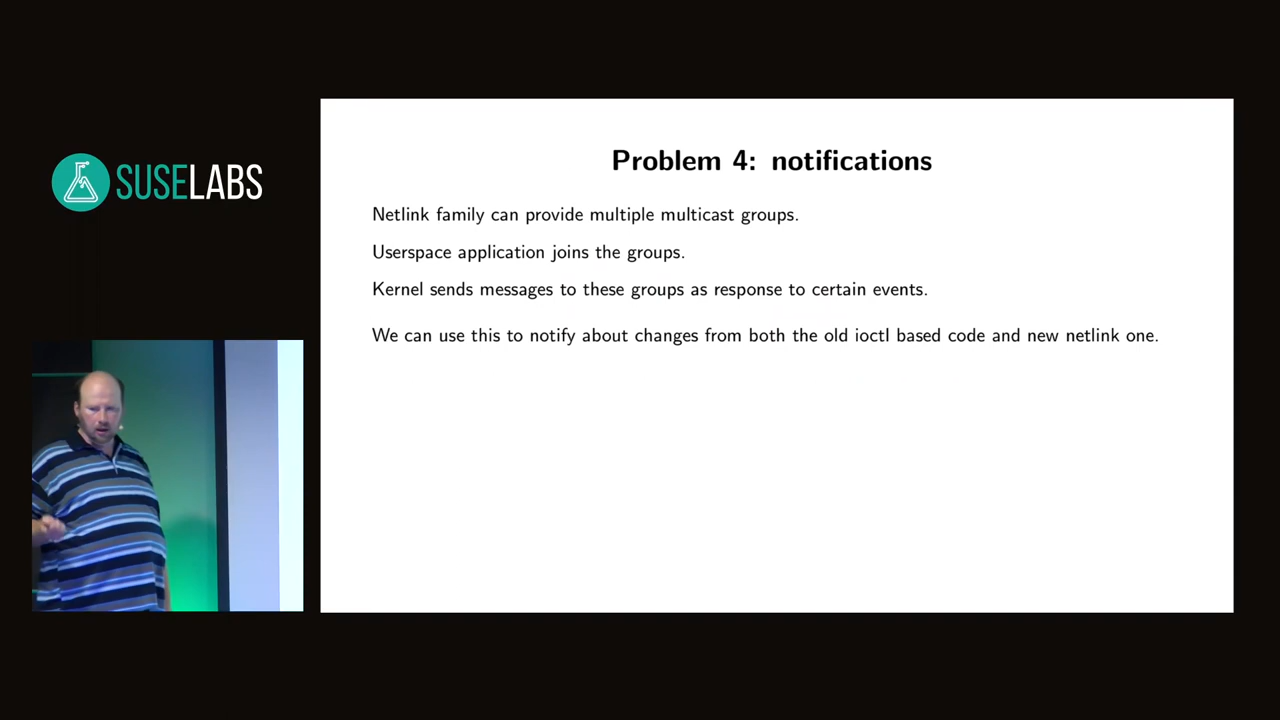 SUSELABS
Problem 4: notifications
Netlink family can provide multiple multicast groups.
Userspace application joins the groups.
Kernel sends messages to these groups as response to certain events.
We can use this to notify about changes from both the old ioctl based code and new netlink one.